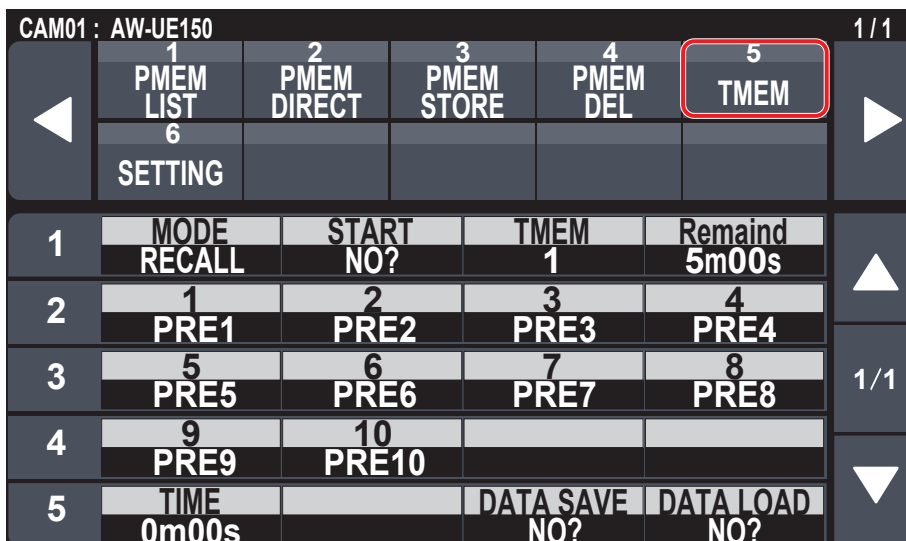 CAM01 : AW-UE150 1 / 1
1 2 3 4 5
PMEM LIST PMEM DIRECT PMEM STORE PMEM DEL TMEM
6
SETTING
1 MODE START TMEM Remaind
RECALL NO? 1 5m00s
2 1 2 3 4
PRE1 PRE2 PRE3 PRE4
3 5 6 7 8
PRE5 PRE6 PRE7 PRE8
1/1
4 9 10
PRE9 PRE10
5 TIME DATA SAVE DATA LOAD
0m00s NO? NO?